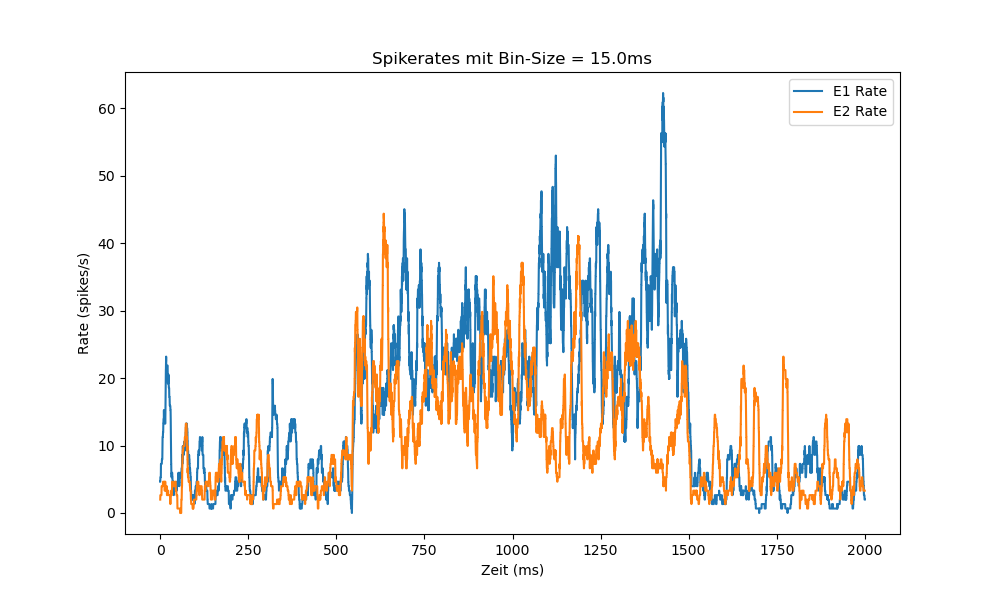 Spikerates mit Bin-Size = 15.0ms
E1 Rate
E2 Rate
60
50
40
30
20
10
0
Rate (spikes/s)
0 250 500 750 1000 1250 1500 1750 2000
Zeit (ms)